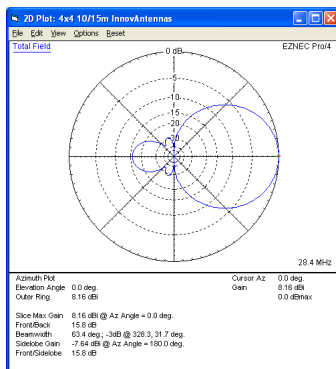 2D Plot: 4x4 10/15m InnovAntennas
File Edit View Options Reset
Total Field
EZNEC Pro/4
0 dB
-5
-10
-15
-20
-30
28.4 MHz
Azimuth Plot
Elevation Angle 0.0 deg.
Outer Ring 8.16 dBi
Cursor Az 0.0 deg.
Gain 8.16 dBi
0.0 dBmax
Slice Max Gain 8.16 dBi @ Az Angle = 0.0 deg.
Front/Back 15.8 dB
Beamwidth 63.4 deg.; -3dB @ 328.3, 31.7 deg.
Sidelobe Gain -7.64 dBi @ Az Angle = 180.0 deg.
Front/Sidelobe 15.8 dB